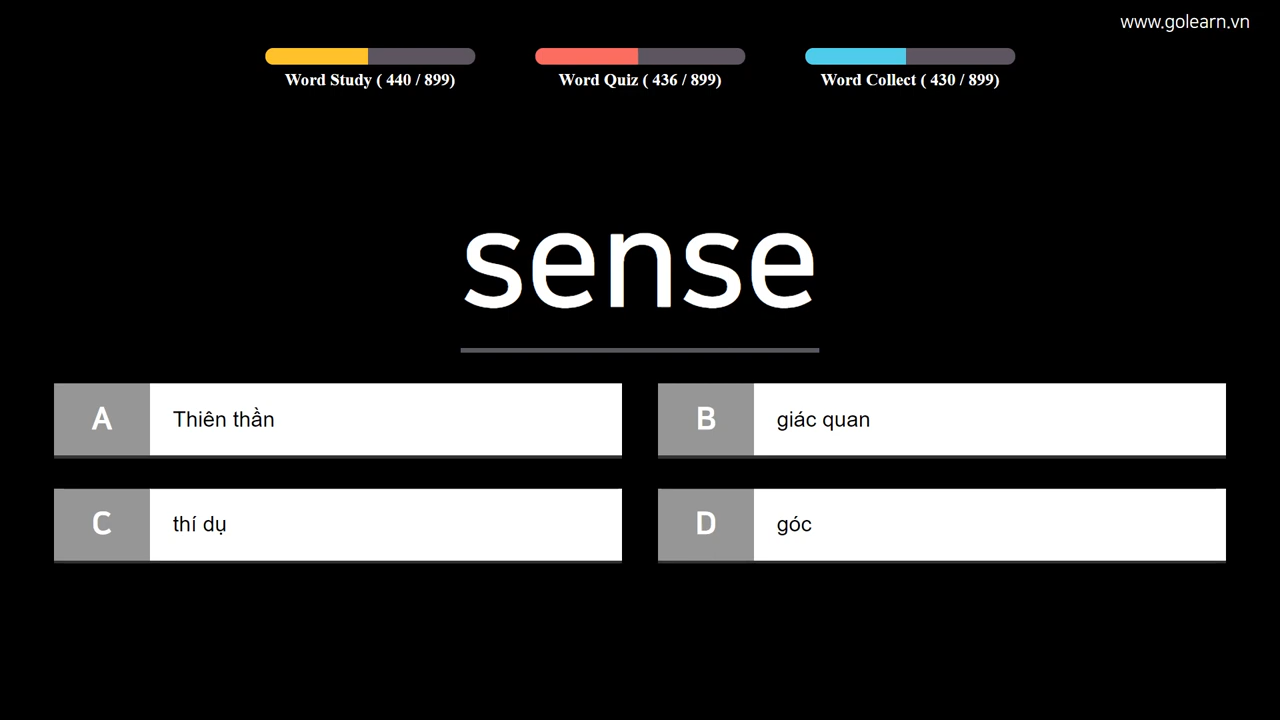 www.golearn.vn
Word Study ( 440 / 899)
Word Quiz ( 436 / 899)
Word Collect ( 430 / 899)
sense
A Thiên thần
B giác quan
C thí dụ
D góc